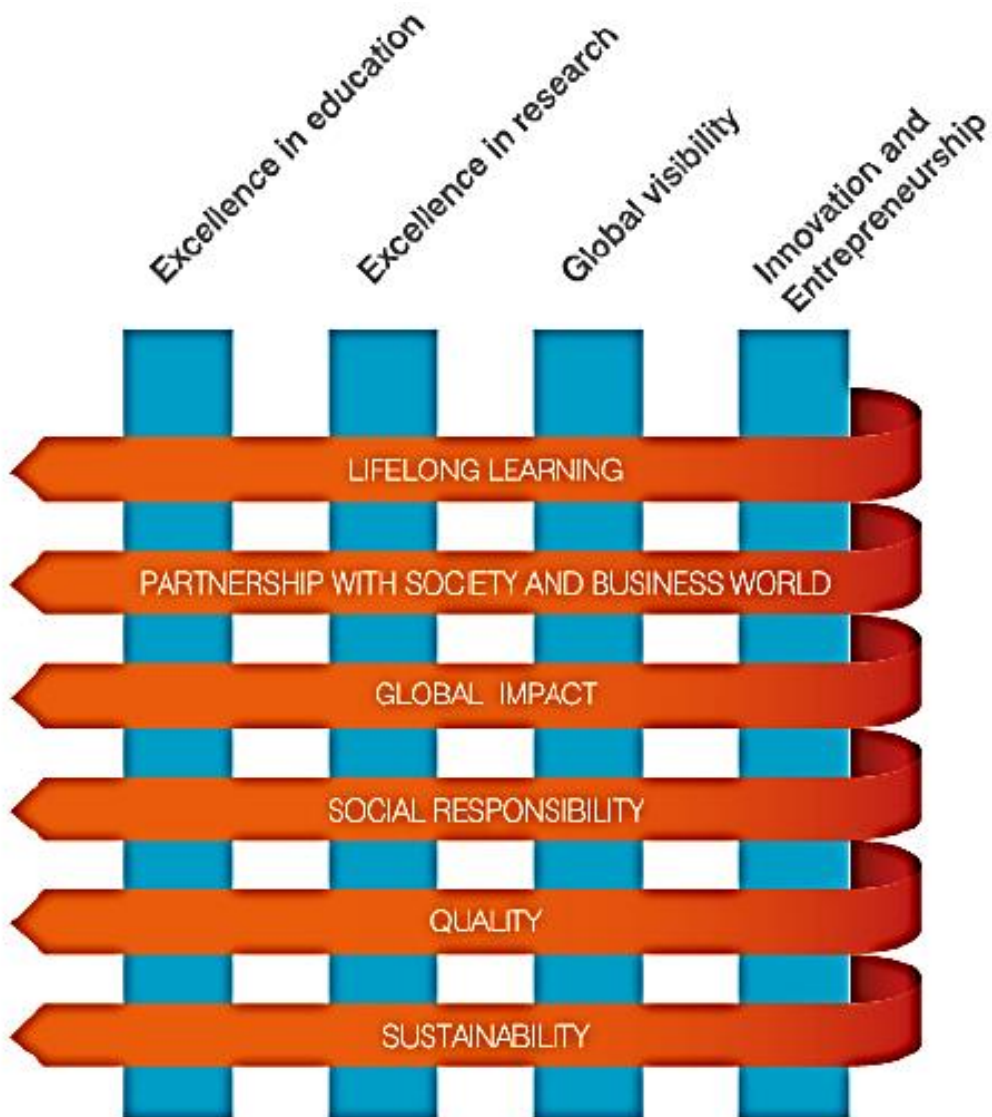 Excellence in education
Excellence in research
Global visibility
Innovation and
Entrepreneurship
LIFELONG LEARNING
PARTNERSHIP WITH SOCIETY AND BUSINESS WORLD
GLOBAL IMPACT
SOCIAL RESPONSIBILITY
QUALITY
SUSTAINABILITY